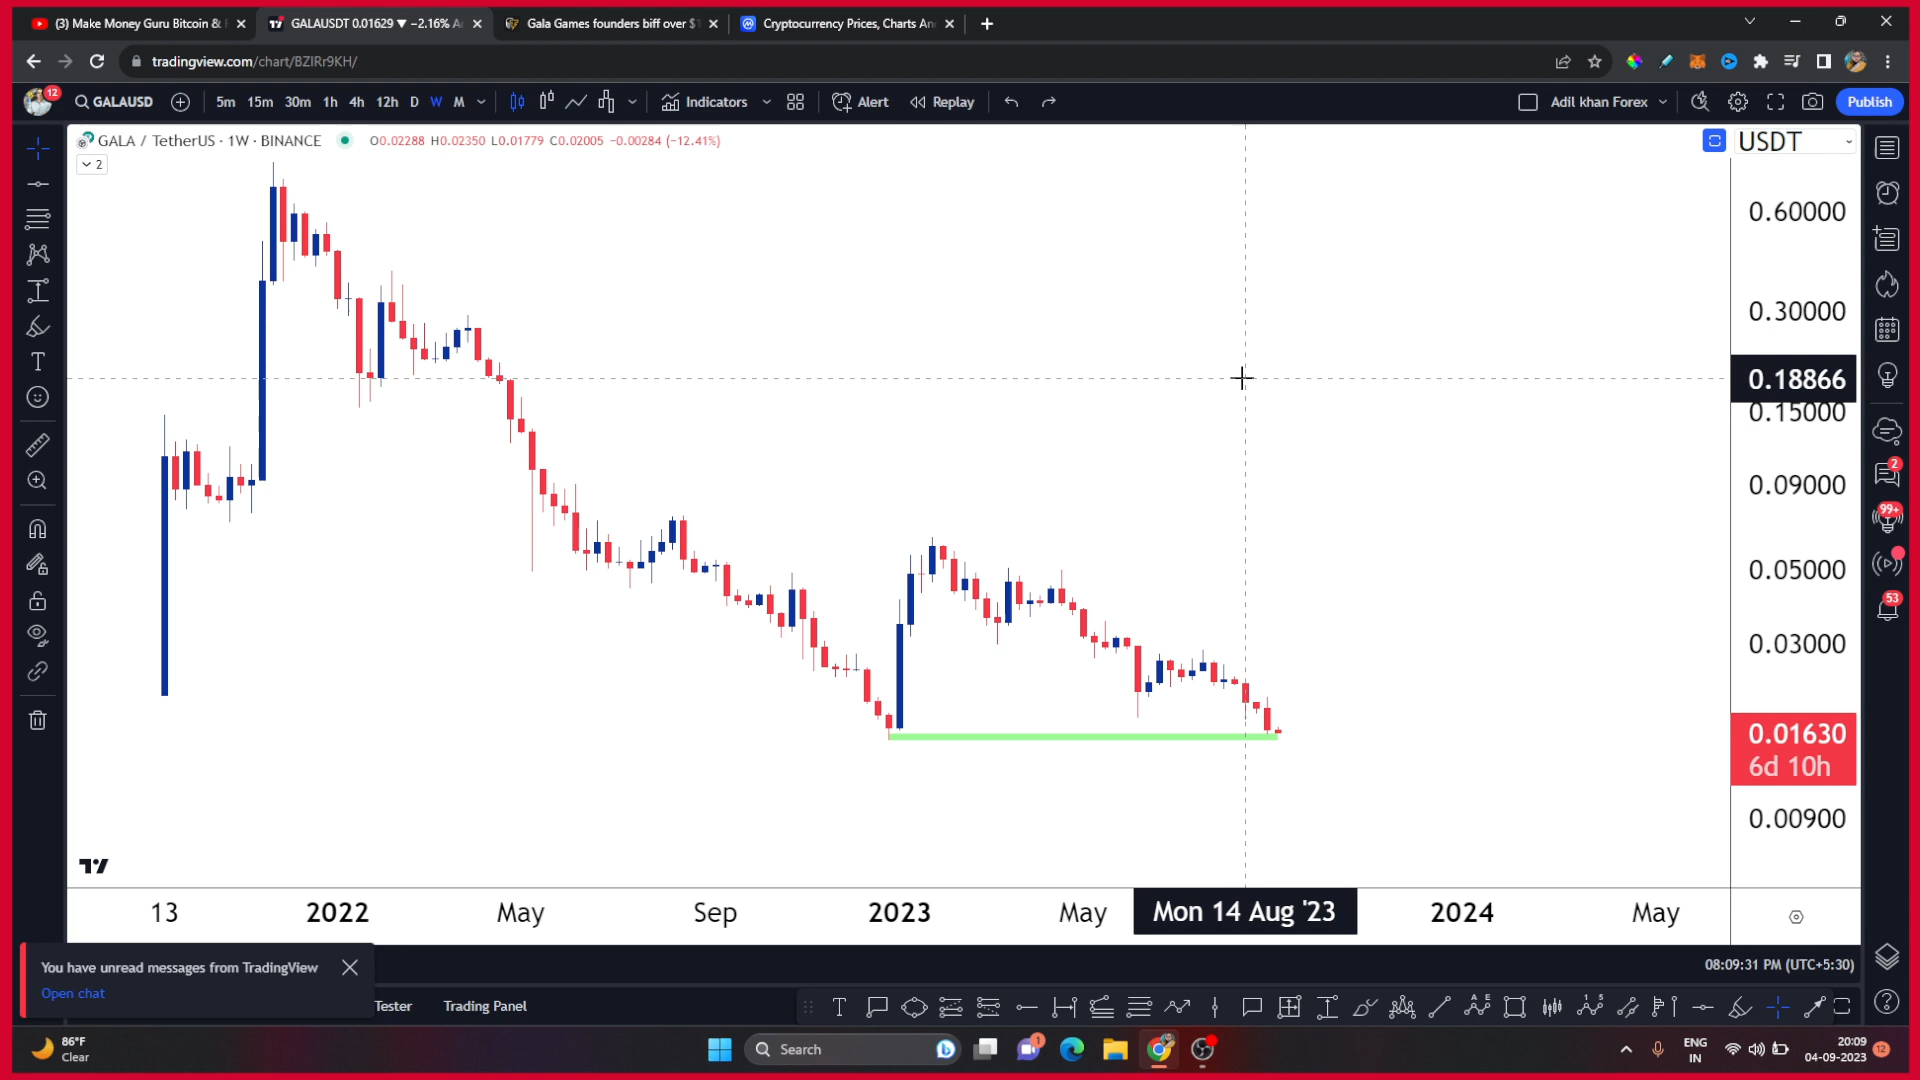 (3) Make Money Guru Bitcoin &
GALAUSDT 0.01629 ▼ −2.16%
Gala Games founders biff over $
Cryptocurrency Prices, Charts An
tradingview.com/chart/BZIRr9KH/
12
GALAUSD
5m 15m 30m 1h 4h 12h D W M
Indicators
Alert
Replay
Adil khan Forex
Publish
GALA / TetherUS · 1W · BINANCE
O0.02288 H0.02350 L0.01779 C0.02005 −0.00284 (−12.41%)
2
USDT
0.60000
0.30000
0.18866
0.15000
0.09000
0.05000
0.03000
0.01630
6d 10h
0.00900
2
99+
53
13 2022 May Sep 2023 May Mon 14 Aug '23 2024 May
You have unread messages from TradingView
Open chat
08:09:31 PM (UTC+5:30)
Tester
Trading Panel
86°F
Clear
Search
1
ENG
IN
20:09
04-09-2023
12